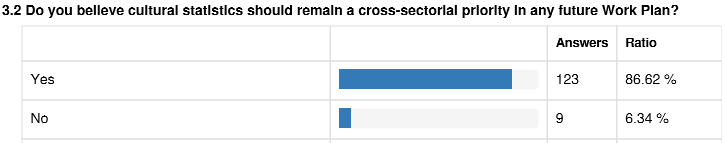 3.2 Do you believe cultural statistics should remain a cross-sectorial priority in any future Work Plan?
Answers Ratio
Yes 123 86.62 %
No 9 6.34 %